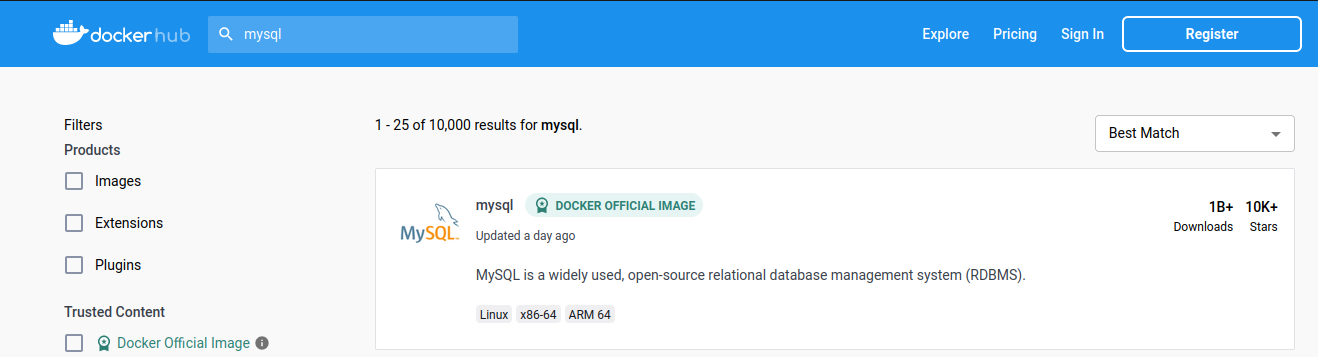 docker hub mysql Explore Pricing Sign In Register
Filters
Products
Images
Extensions
Plugins
Trusted Content
Docker Official Image
1 - 25 of 10,000 results for mysql.
Best Match
MySQL
mysql DOCKER OFFICIAL IMAGE
Updated a day ago
MySQL is a widely used, open-source relational database management system (RDBMS).
Linux x86-64 ARM 64
1B+ 10K+
Downloads Stars